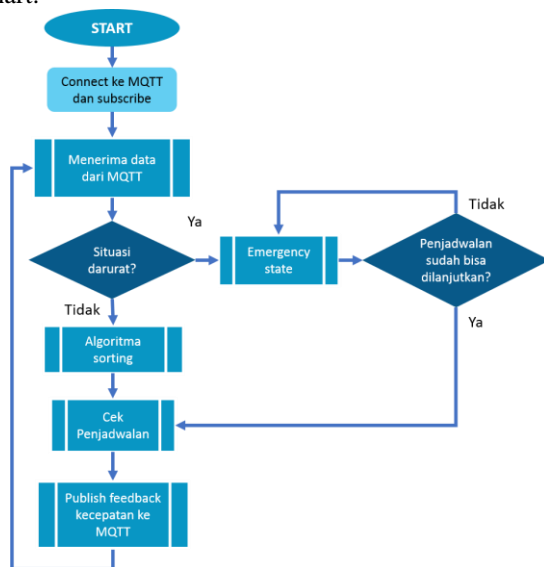 START
Connect ke MQTT
dan subscribe
Menerima data
dari MQTT
Situasi
darurat?
Ya
Tidak
Emergency
state
Penjadwalan
sudah bisa
dilanjutkan?
Tidak
Ya
Algoritma
sorting
Cek
Penjadwalan
Publish feedback
kecepatan ke
MQTT